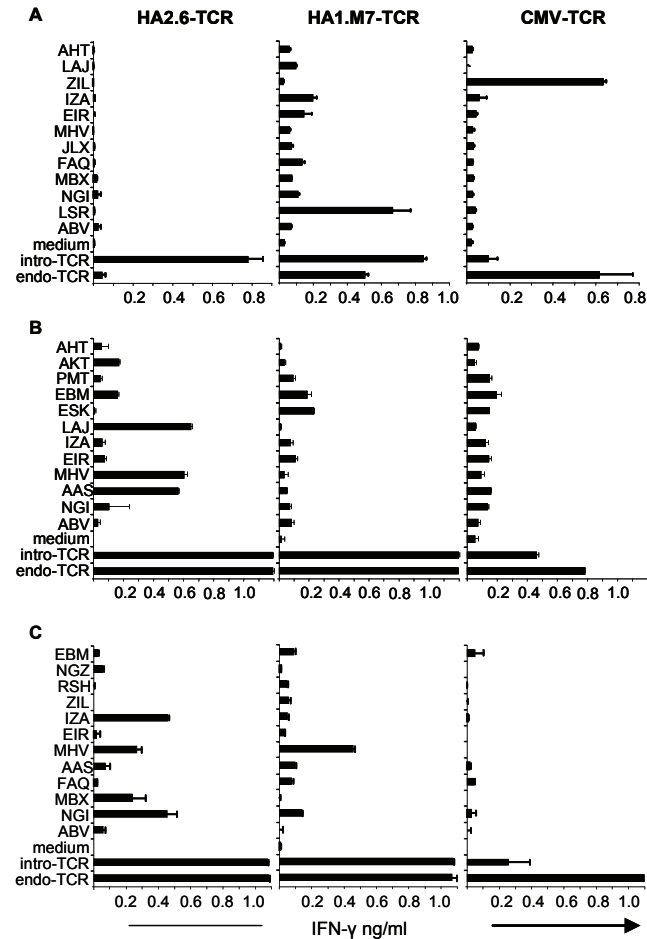 A HA2.6-TCR HA1.M7-TCR CMV-TCR
AHT
LAJ
ZIL
IZA
EIR
MHV
JLX
FAQ
MBX
NGI
LSR
ABV
medium
intro-TCR
endo-TCR
0.2 0.4 0.6 0.8 0.2 0.4 0.6 0.8 1.0 0.2 0.4 0.6 0.8
B
AHT
AKT
PMT
EBM
ESK
LAJ
IZA
EIR
MHV
AAS
NGI
ABV
medium
intro-TCR
endo-TCR
0.2 0.4 0.6 0.8 1.0 0.2 0.4 0.6 0.8 1.0 0.2 0.4 0.6 0.8 1.0
C
EBM
NGZ
RSH
ZIL
IZA
EIR
MHV
AAS
FAQ
MBX
NGI
ABV
medium
intro-TCR
endo-TCR
0.2 0.4 0.6 0.8 1.0 0.2 0.4 0.6 0.8 1.0 0.2 0.4 0.6 0.8 1.0
IFN-γ ng/ml